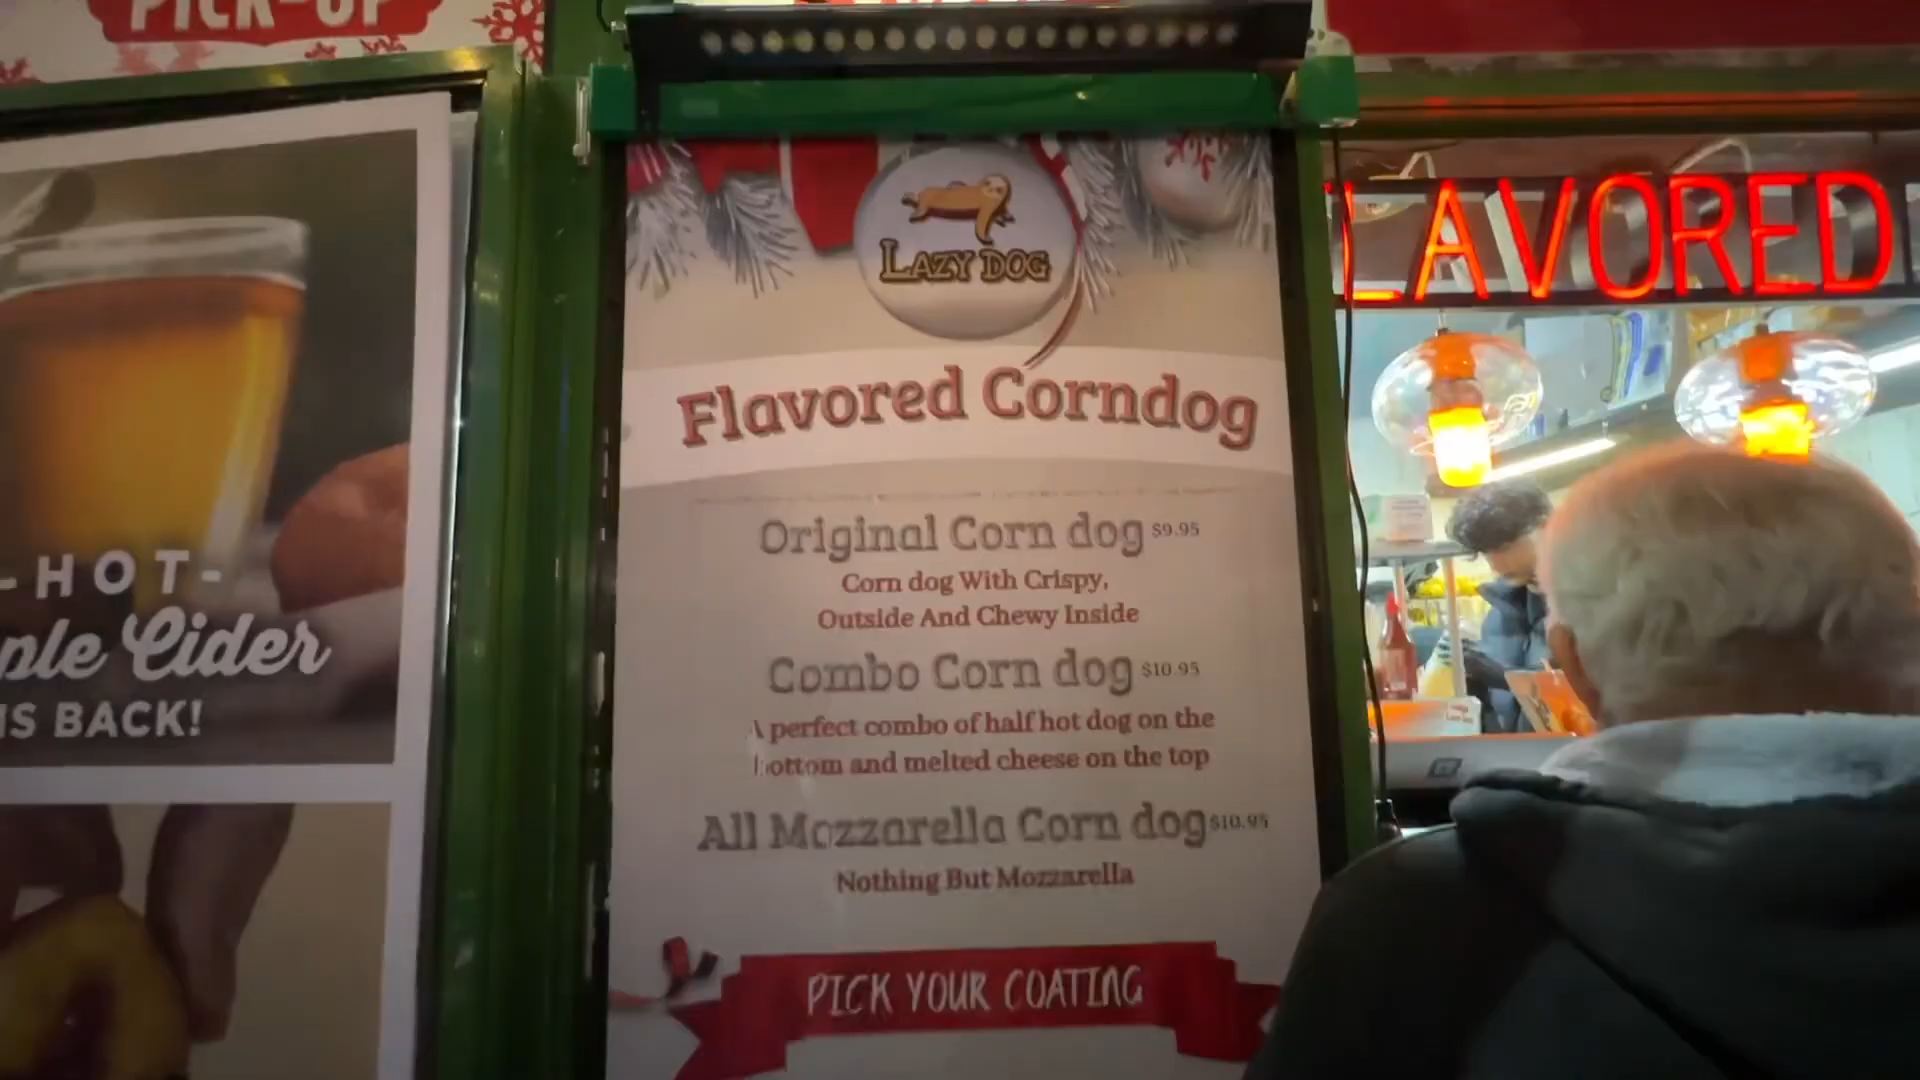 PICK-UP
-HOT-
Cider
IS BACK!
LAZY DOG
Flavored Corndog
Original Corn dog $9.95
Corn dog With Crispy,
Outside And Chewy Inside
Combo Corn dog $10.95
A perfect combo of half hot dog on the
bottom and melted cheese on the top
All Mozzarella Corn dog $10.95
Nothing But Mozzarella
PICK YOUR COATING
LAVORED